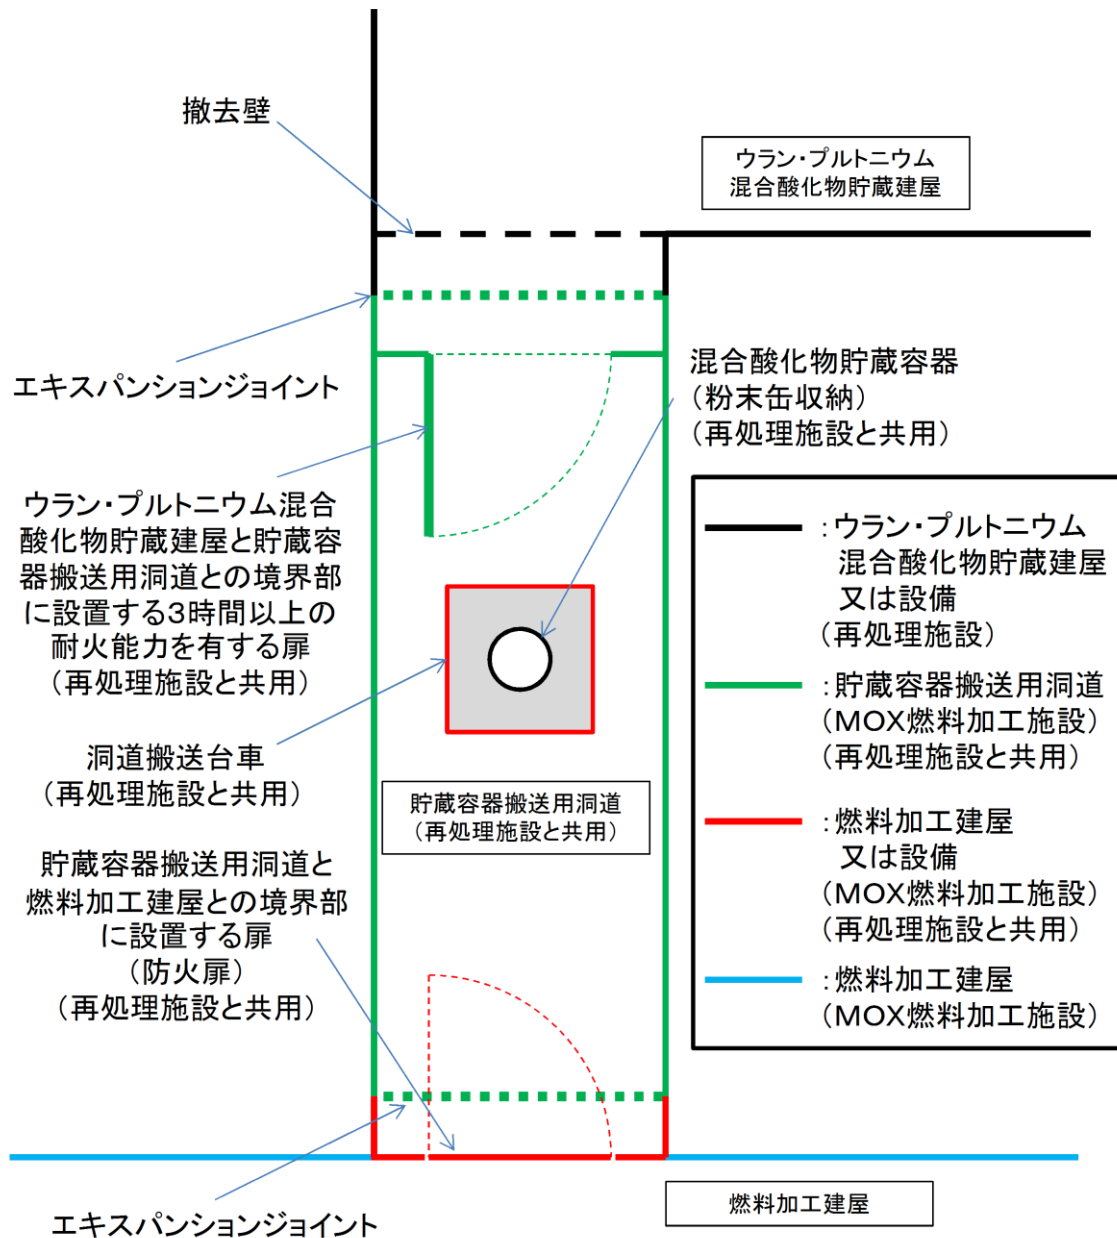 撤去壁
ウラン・プルトニウム
混合酸化物貯蔵建屋
エキスパンションジョイント
混合酸化物貯蔵容器
（粉末缶収納）
（再処理施設と共用）
ウラン・プルトニウム混合
酸化物貯蔵建屋と貯蔵容
器搬送用洞道との境界部
に設置する3時間以上の
耐火能力を有する扉
（再処理施設と共用）
洞道搬送台車
（再処理施設と共用）
貯蔵容器搬送用洞道
（再処理施設と共用）
貯蔵容器搬送用洞道と
燃料加工建屋との境界部
に設置する扉
（防火扉）
（再処理施設と共用）
エキスパンションジョイント
：ウラン・プルトニウム
混合酸化物貯蔵建屋
又は設備
（再処理施設）
：貯蔵容器搬送用洞道
（MOX燃料加工施設）
（再処理施設と共用）
：燃料加工建屋
又は設備
（MOX燃料加工施設）
（再処理施設と共用）
：燃料加工建屋
（MOX燃料加工施設）
燃料加工建屋